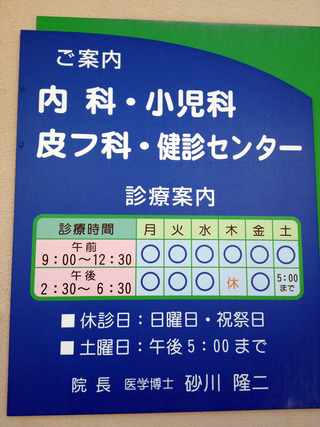 ご案内
内科・小児科
皮フ科・健診センター
診療案内
診療時間 月 火 水 木 金 土
午前 9:00〜12:30 ○ ○ ○ ○ ○ ○
午後 2:30〜6:30 ○ ○ ○ 休 ○ 5:00まで
■休診日:日曜日・祝祭日
■土曜日:午後5:00まで
院長 医学博士 砂川 隆二